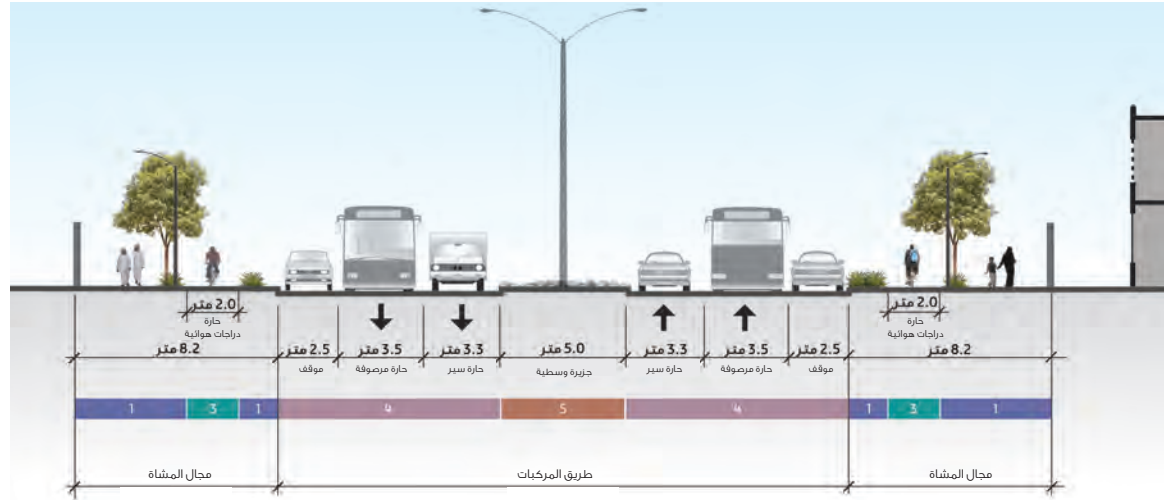 2.0 متر
حارة
دراجات هوائية
2.0 متر
حارة
دراجات هوائية
8.2 متر
2.5 متر
3.5 متر
3.3 متر
5.0 متر
3.3 متر
3.5 متر
2.5 متر
8.2 متر
موقف
حارة مرصوفة
حارة سير
جزيرة وسطية
حارة سير
حارة مرصوفة
موقف
1
3
1
4
5
4
1
3
1
مجال المشاة
طريق المركبات
مجال المشاة